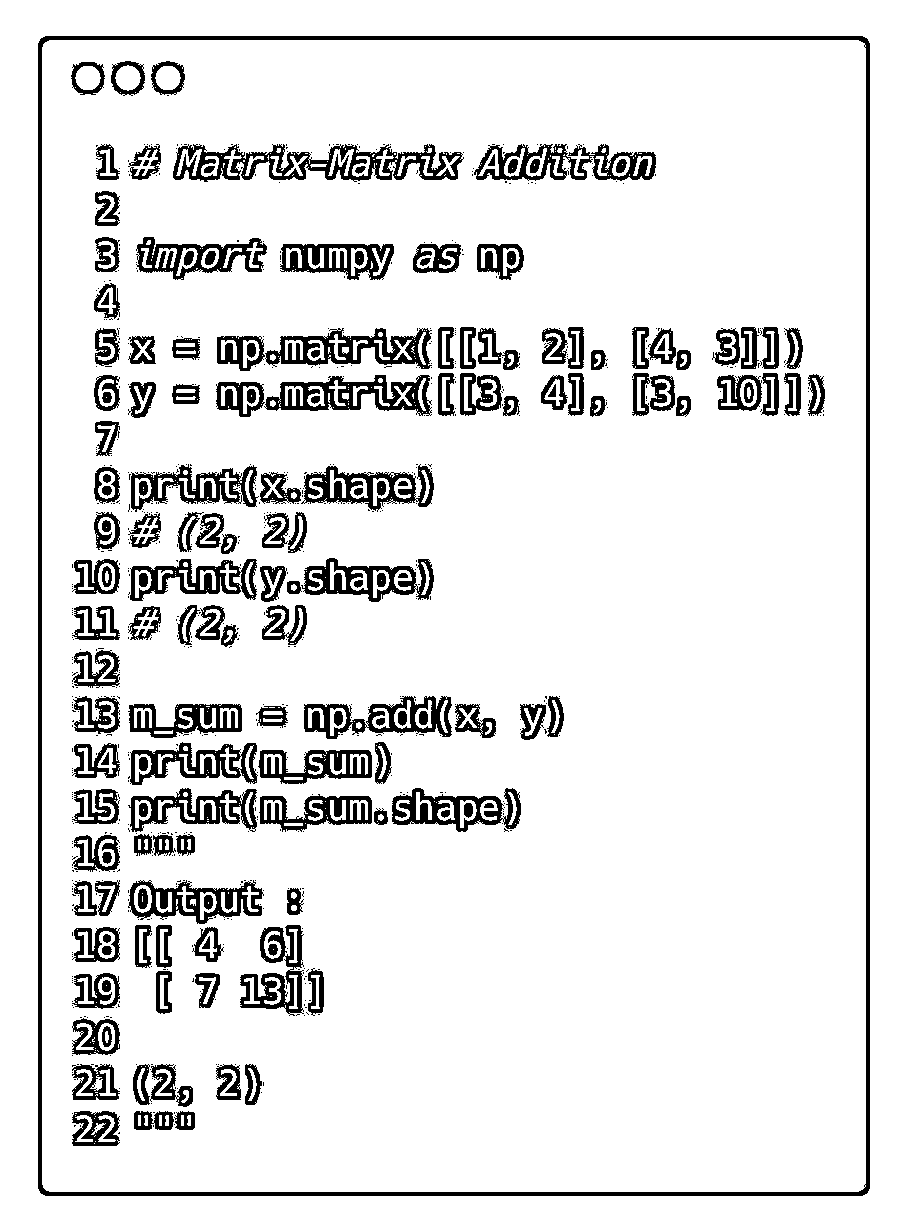 1 # Matrix-Matrix Addition
2
3 import numpy as np
4
5 x = np.matrix([[1, 2], [4, 3]])
6 y = np.matrix([[3, 4], [3, 10]])
7
8 print(x.shape)
9 # (2, 2)
10 print(y.shape)
11 # (2, 2)
12
13 m_sum = np.add(x, y)
14 print(m_sum)
15 print(m_sum.shape)
16 """
17 Output :
18 [[ 4  6]
19  [ 7 13]]
20
21 (2, 2)
22 """